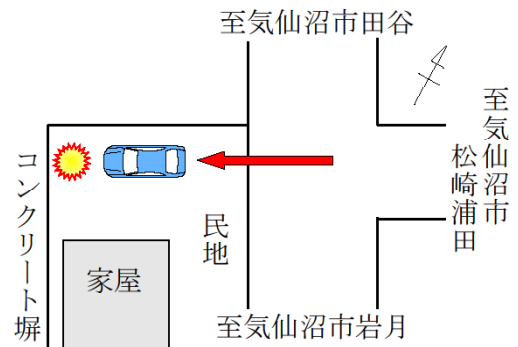 至気仙沼市田谷
至気仙沼市
松崎浦田
コンクリート塀
民地
家屋
至気仙沼市岩月